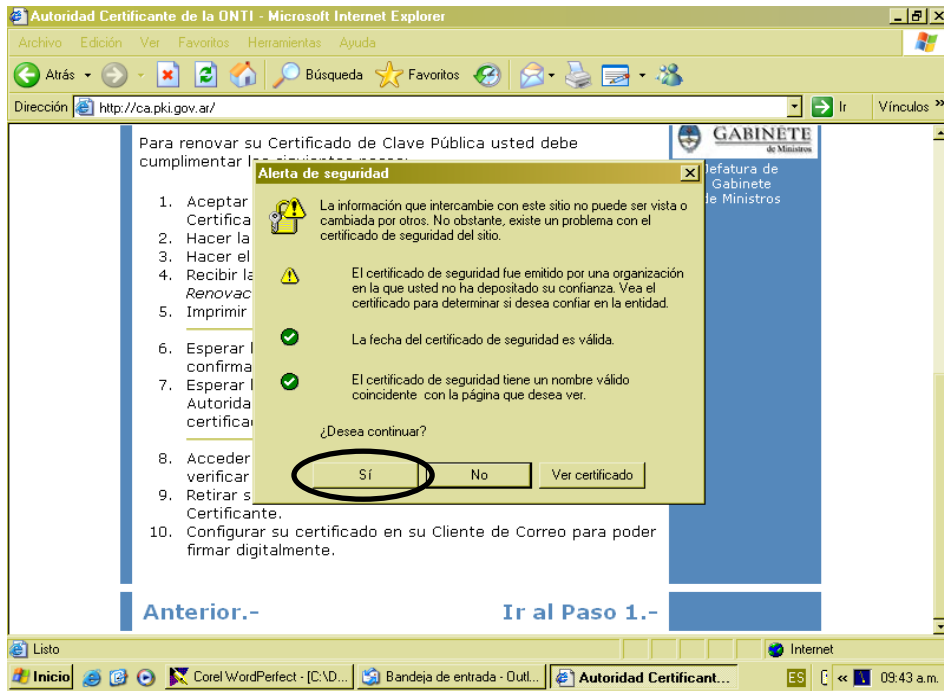 Autoridad Certificante de la ONTI - Microsoft Internet Explorer
Archivo Edición Ver Favoritos Herramientas Ayuda
Atrás Búsqueda Favoritos
Dirección http://ca.pki.gov.ar/ Ir Vínculos »
GABINETE
de Ministros
Jefatura de
Gabinete
de Ministros
Para renovar su Certificado de Clave Pública usted debe
cumplimentar los siguientes pasos:
1. Aceptar
Certifica
2. Hacer la
3. Hacer el
4. Recibir la
Renovac
5. Imprimir
6. Esperar l
confirma
7. Esperar l
Autorida
certifica
8. Acceder
verificar
9. Retirar s
Certificante.
10. Configurar su certificado en su Cliente de Correo para poder
firmar digitalmente.
Anterior.- Ir al Paso 1.-
Alerta de seguridad
La información que intercambie con este sitio no puede ser vista o
cambiada por otros. No obstante, existe un problema con el
certificado de seguridad del sitio.
El certificado de seguridad fue emitido por una organización
en la que usted no ha depositado su confianza. Vea el
certificado para determinar si desea confiar en la entidad.
La fecha del certificado de seguridad es válida.
El certificado de seguridad tiene un nombre válido
coincidente con la página que desea ver.
¿Desea continuar?
Sí No Ver certificado
Listo Internet
Inicio Corel WordPerfect - [C:\D... Bandeja de entrada - Outl... Autoridad Certificant... ES « 09:43 a.m.